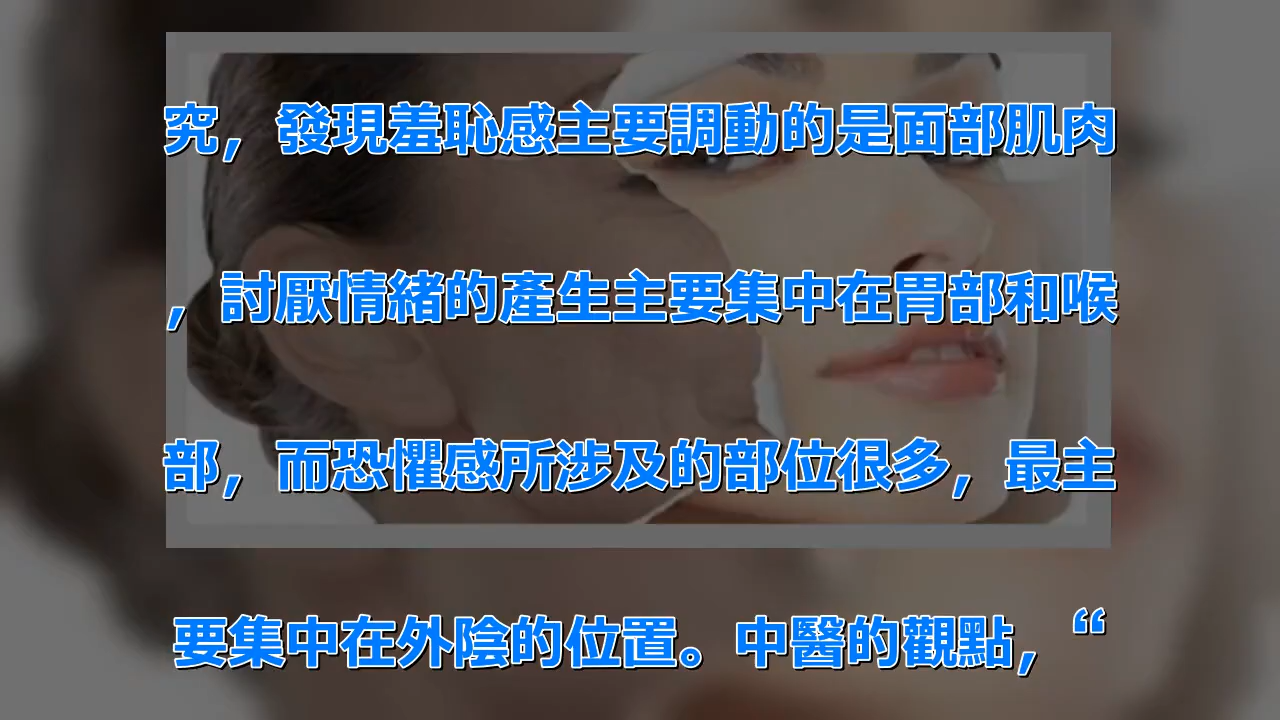 究，發現羞恥感主要調動的是面部肌肉
，討厭情緒的產生主要集中在胃部和喉
部，而恐懼感所涉及的部位很多，最主
要集中在外陰的位置。中醫的觀點，“